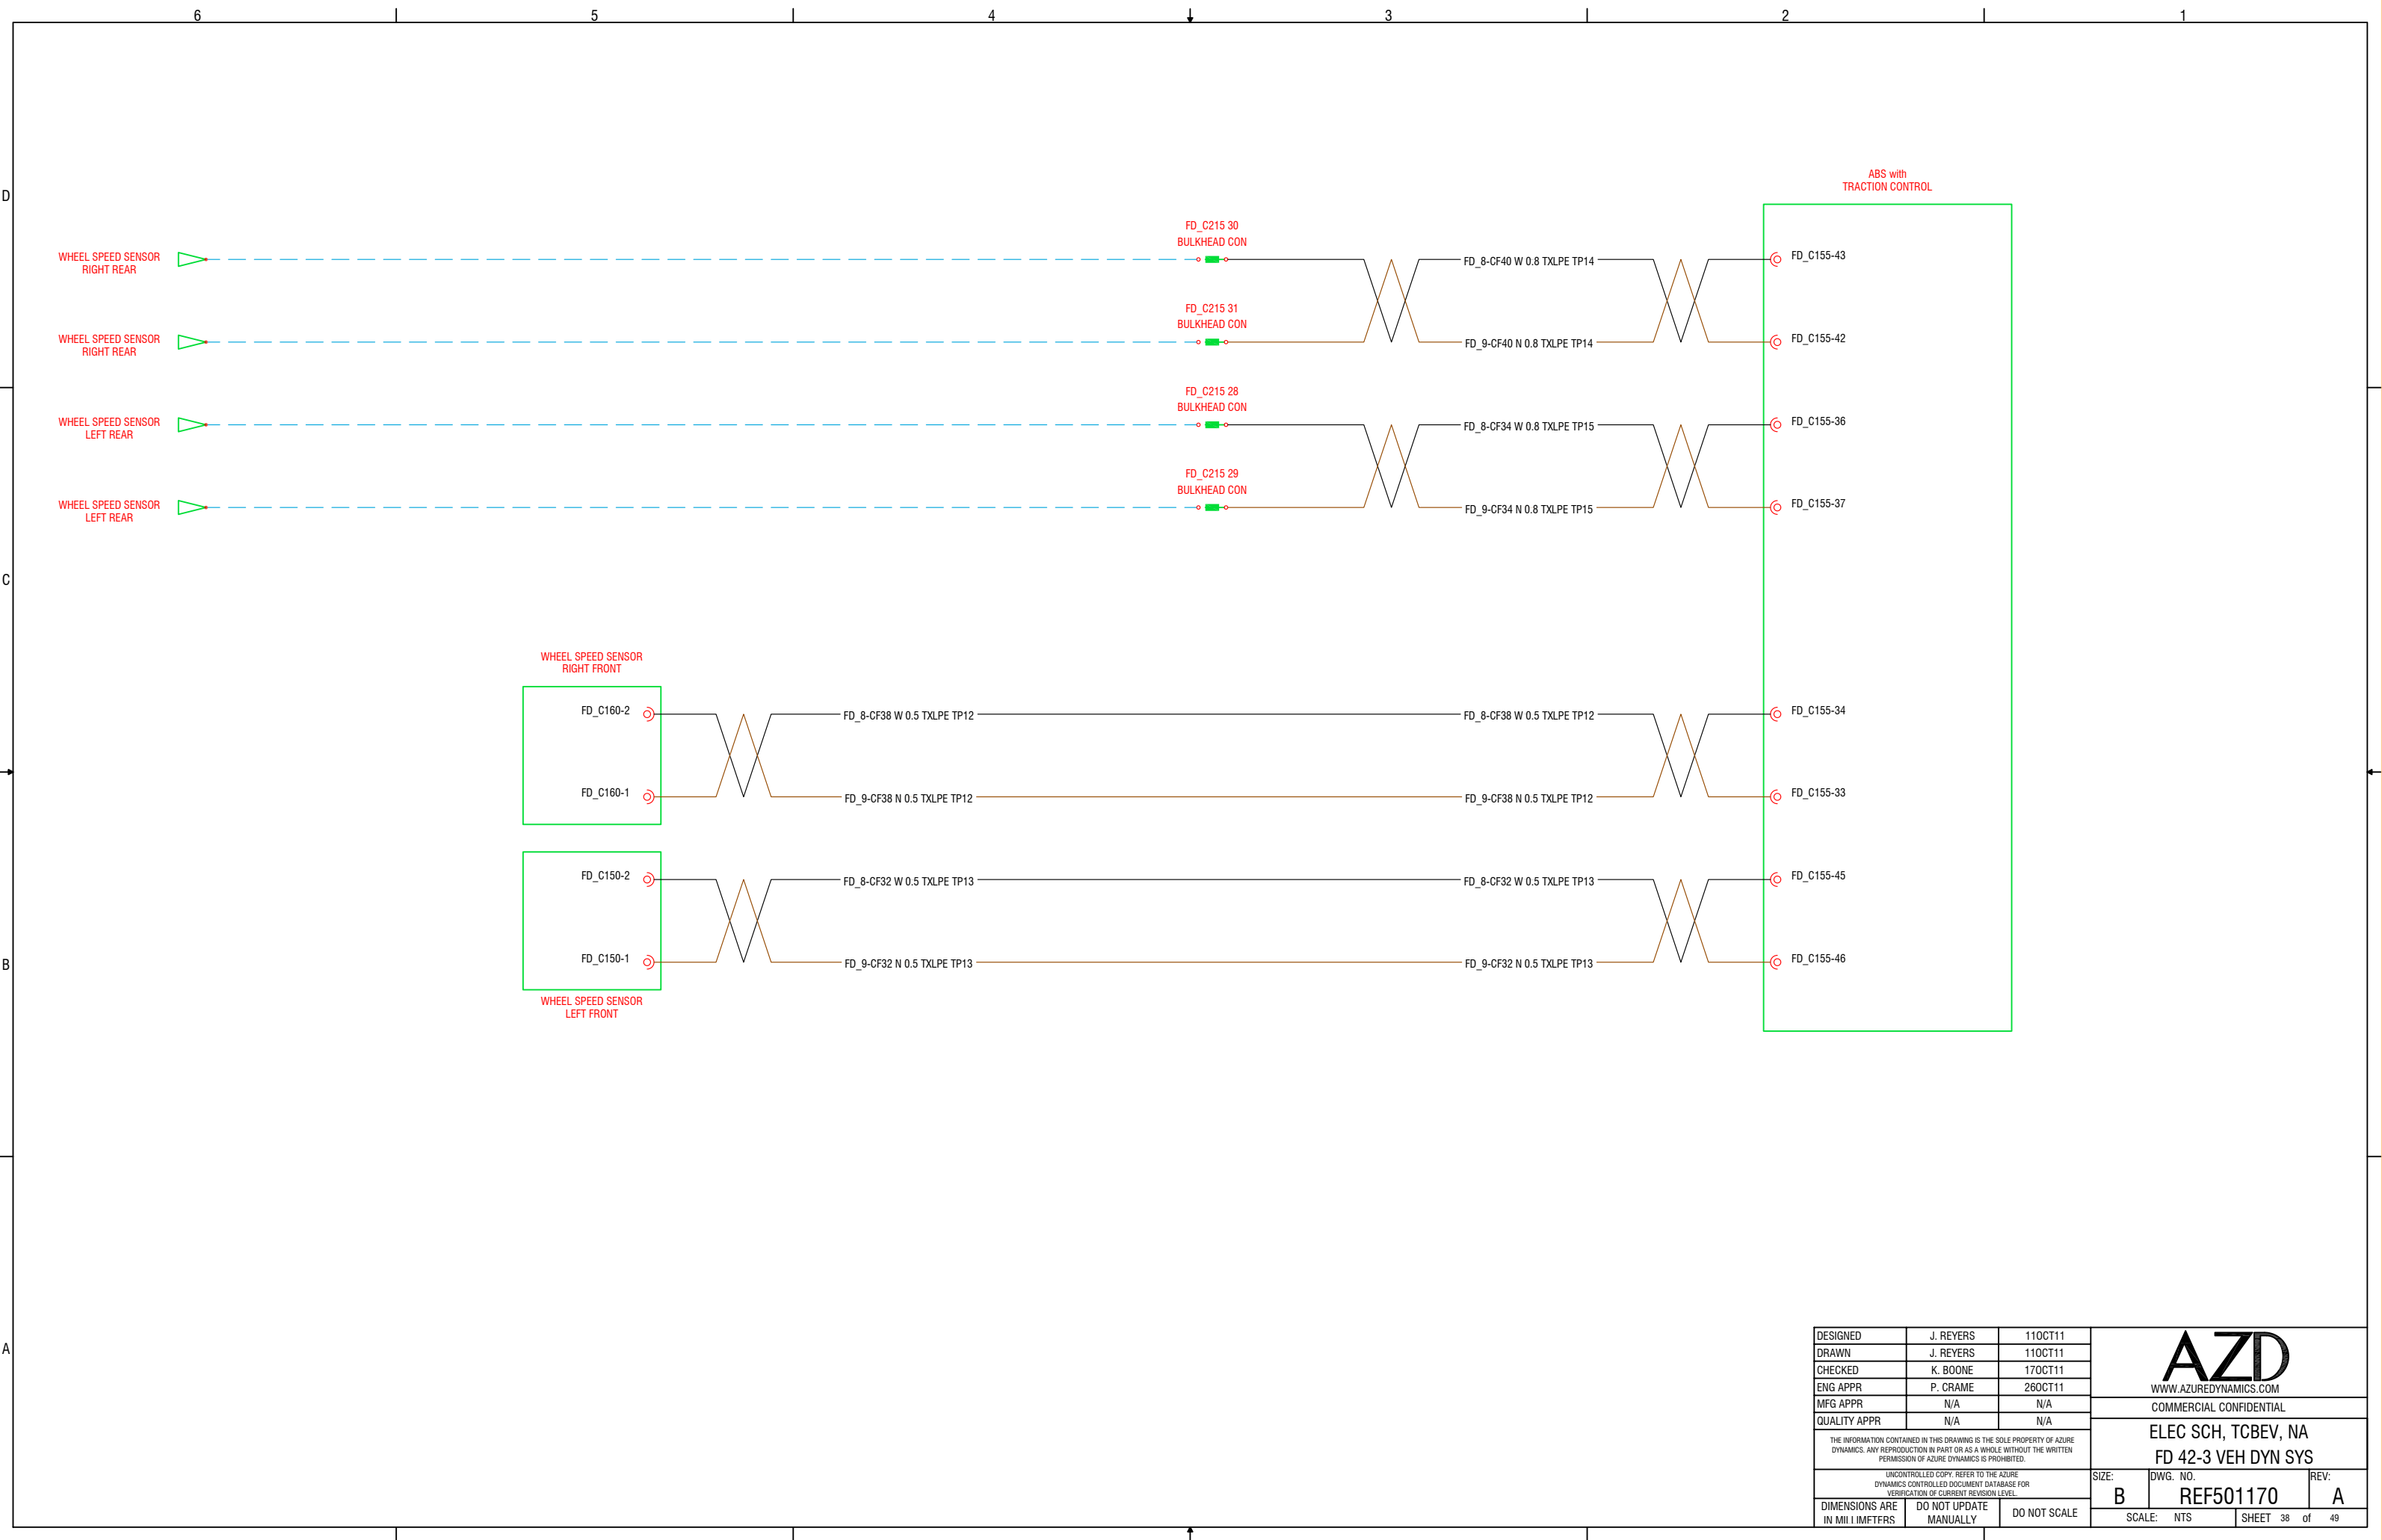 6 5 4 3 2 1
D
C
B
A
ABS with
TRACTION CONTROL
FD_C215 30
BULKHEAD CON
WHEEL SPEED SENSOR
RIGHT REAR
FD_8-CF40 W 0.8 TXLPE TP14
FD_C155-43
FD_C215 31
BULKHEAD CON
WHEEL SPEED SENSOR
RIGHT REAR
FD_9-CF40 N 0.8 TXLPE TP14
FD_C155-42
FD_C215 28
BULKHEAD CON
WHEEL SPEED SENSOR
LEFT REAR
FD_8-CF34 W 0.8 TXLPE TP15
FD_C155-36
FD_C215 29
BULKHEAD CON
WHEEL SPEED SENSOR
LEFT REAR
FD_9-CF34 N 0.8 TXLPE TP15
FD_C155-37
WHEEL SPEED SENSOR
RIGHT FRONT
FD_C160-2
FD_8-CF38 W 0.5 TXLPE TP12
FD_8-CF38 W 0.5 TXLPE TP12
FD_C155-34
FD_C160-1
FD_9-CF38 N 0.5 TXLPE TP12
FD_9-CF38 N 0.5 TXLPE TP12
FD_C155-33
FD_C150-2
FD_8-CF32 W 0.5 TXLPE TP13
FD_8-CF32 W 0.5 TXLPE TP13
FD_C155-45
FD_C150-1
FD_9-CF32 N 0.5 TXLPE TP13
FD_9-CF32 N 0.5 TXLPE TP13
FD_C155-46
WHEEL SPEED SENSOR
LEFT FRONT
DESIGNED J. REYERS 11OCT11
DRAWN J. REYERS 11OCT11
CHECKED K. BOONE 17OCT11
ENG APPR P. CRAME 26OCT11
MFG APPR N/A N/A
QUALITY APPR N/A N/A
THE INFORMATION CONTAINED IN THIS DRAWING IS THE SOLE PROPERTY OF AZURE
DYNAMICS. ANY REPRODUCTION IN PART OR AS A WHOLE WITHOUT THE WRITTEN
PERMISSION OF AZURE DYNAMICS IS PROHIBITED.
UNCONTROLLED COPY. REFER TO THE AZURE
DYNAMICS CONTROLLED DOCUMENT DATABASE FOR
VERIFICATION OF CURRENT REVISION LEVEL.
DIMENSIONS ARE
IN MILLIMETERS
DO NOT UPDATE
MANUALLY
DO NOT SCALE
AZD
WWW.AZUREDYNAMICS.COM
COMMERCIAL CONFIDENTIAL
ELEC SCH, TCBEV, NA
FD 42-3 VEH DYN SYS
SIZE: DWG. NO. REV:
B REF501170 A
SCALE: NTS SHEET 38 of 49